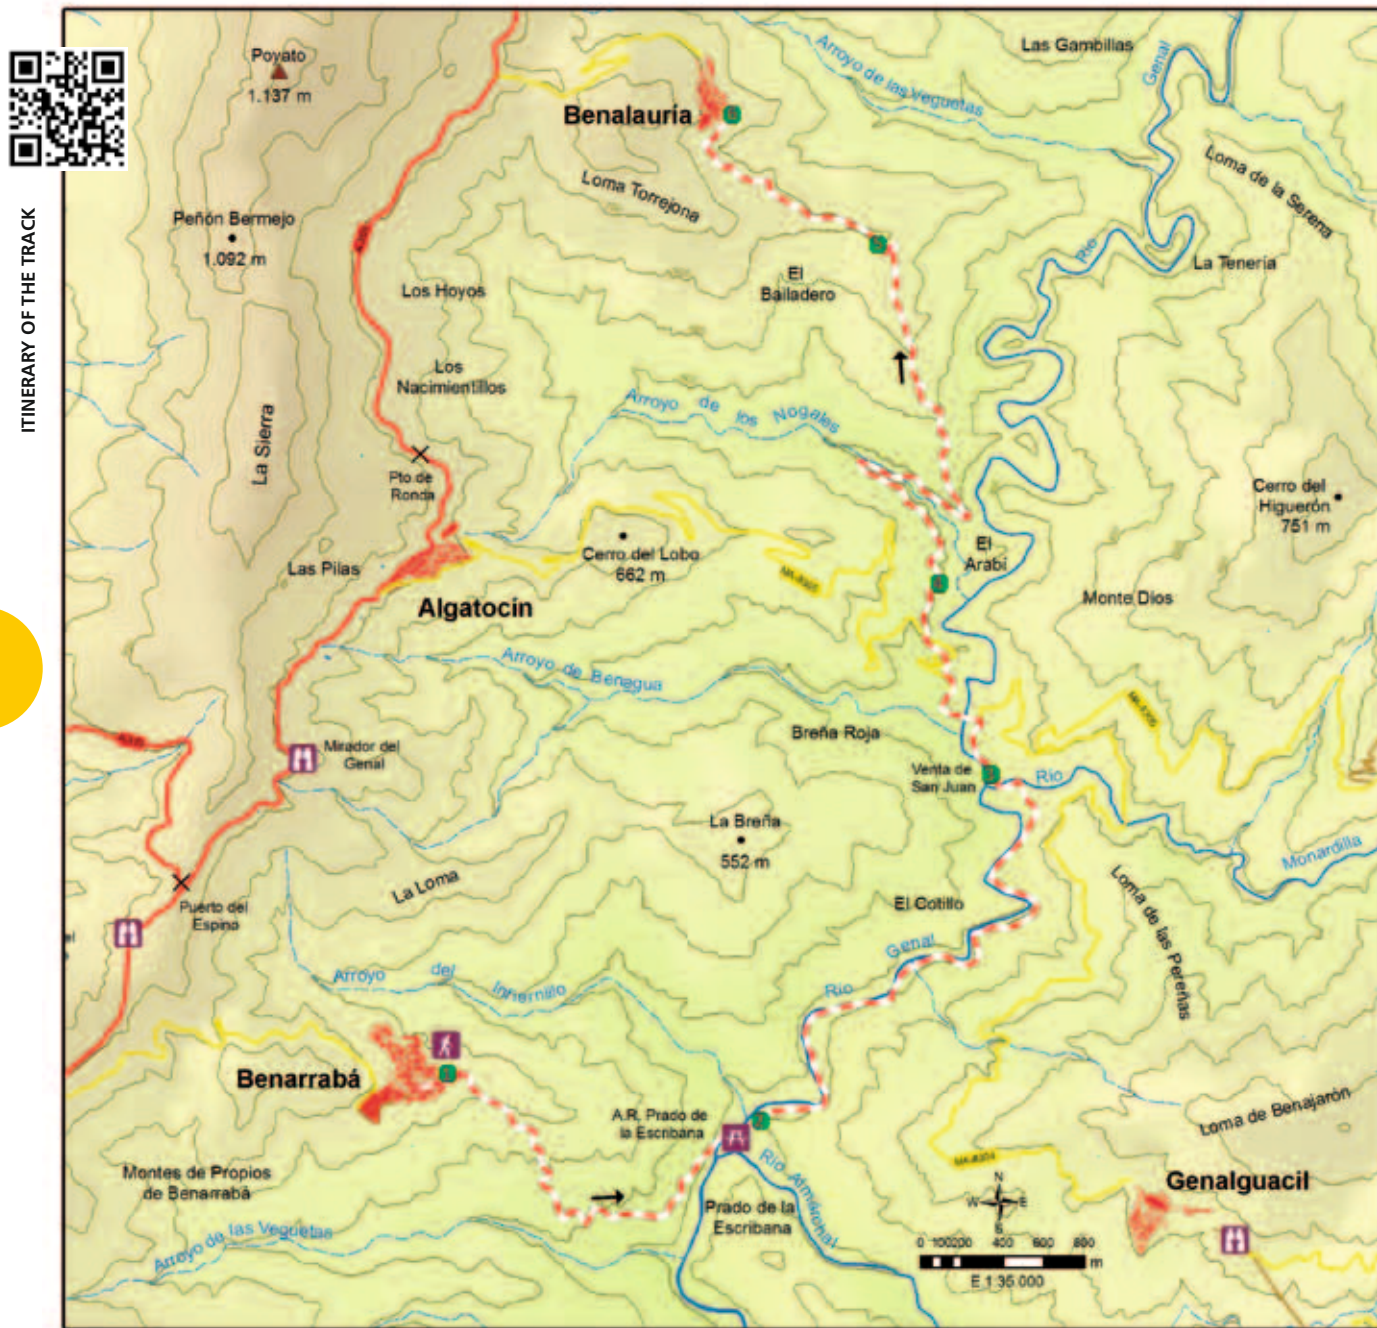 ITINERARY OF THE TRACK
Poyato
1.137 m
Las Gambillas
Genal
Arroyo de las Veguetas
Benalauría
Loma de la Serena
Loma Torrejona
Peñón Bermejo
1.092 m
Río
La Tenería
El
Bailadero
Los Hoyos
Los
Nacimientillos
Arroyo de los Nogales
La Sierra
Pto de
Ronda
Cerro del
Higuerón
751 m
El
Arabí
Las Pilas
Cerro del Lobo
662 m
Algatocín
Monte Dios
Arroyo de Benagua
Breña Roja
Mirador del
Genal
Venta de
San Juan
Río
Monardilla
La Breña
552 m
La Loma
Loma de las Pereñas
Puerto del
Espino
El Cotillo
Genal
Río
Arroyo del Infiernillo
Benarrabá
A.R. Prado de
la Escribana
Loma de Benajarón
Río Almárchal
Montes de Propios
de Benarrabá
Genalguacil
Prado de la
Escribana
Arroyo de las Veguetas
N
W E
S
0 100200 400 600 800
m
E 1:35.000